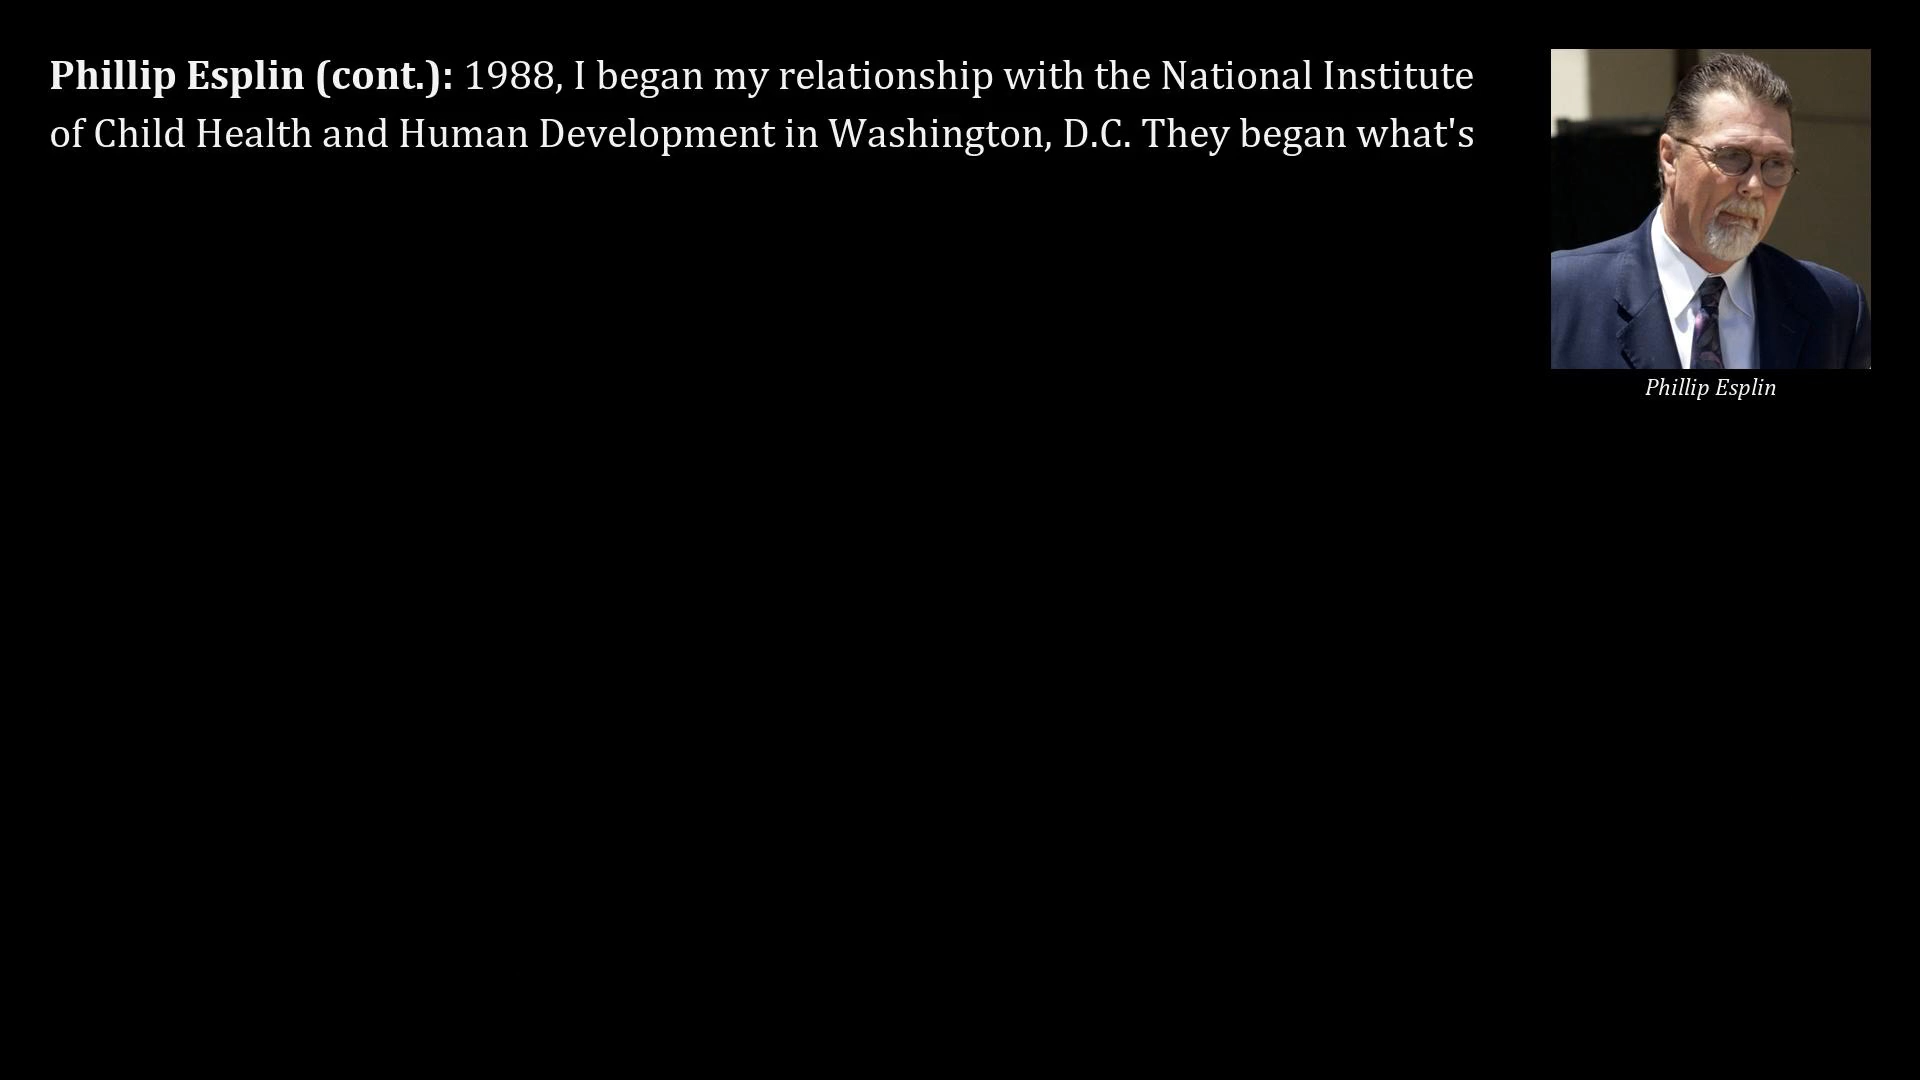 Phillip Esplin (cont.): 1988, I began my relationship with the National Institute
of Child Health and Human Development in Washington, D.C. They began what's
Phillip Esplin